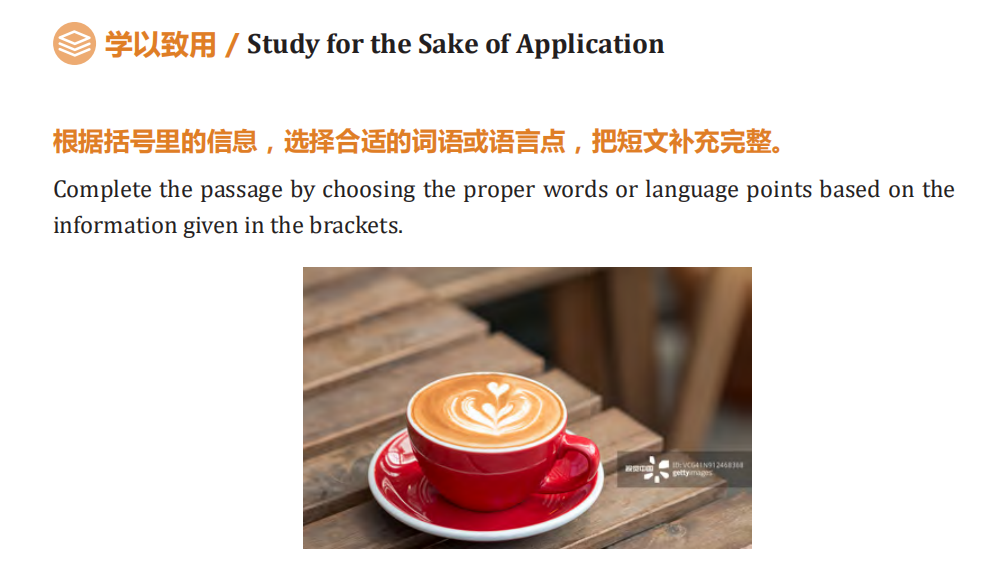 学以致用 / Study for the Sake of Application
根据括号里的信息，选择合适的词语或语言点，把短文补充完整。
Complete the passage by choosing the proper words or language points based on the
information given in the brackets.
视觉中国
ID:VCG41N912468368
gettyimages